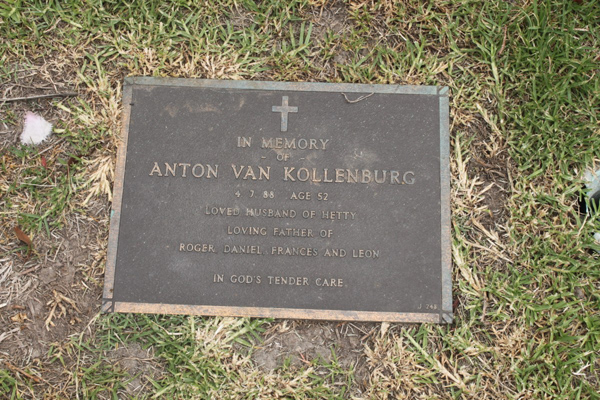 IN MEMORY
- OF -
ANTON VAN KOLLENBURG
4.7.88 AGE 52
LOVED HUSBAND OF HETTY
LOVING FATHER OF
ROGER, DANIEL, FRANCES AND LEON
IN GOD'S TENDER CARE.